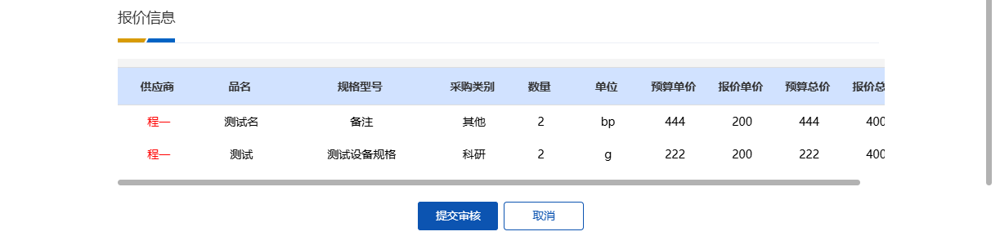 报价信息
供应商 品名 规格型号 采购类别 数量 单位 预算单价 报价单价 预算总价 报价总
程一 测试名 备注 其他 2 bp 444 200 444 400
程一 测试 测试设备规格 科研 2 g 222 200 222 400
提交审核 取消